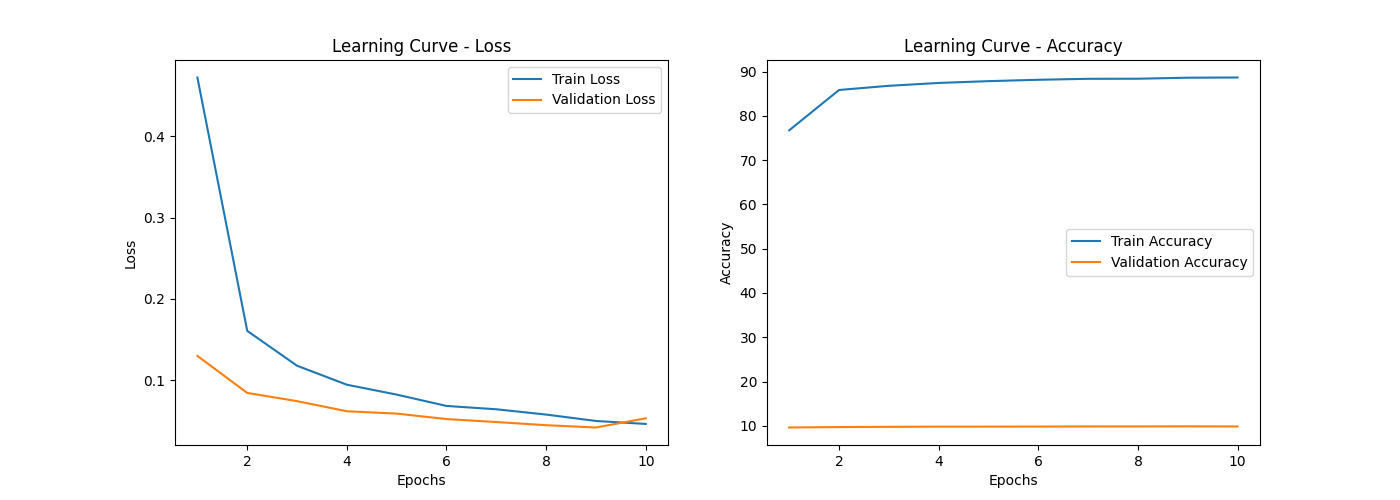 Learning Curve - Loss
Train Loss
Validation Loss
0.4
0.3
0.2
0.1
Loss
2 4 6 8 10
Epochs
Learning Curve - Accuracy
Train Accuracy
Validation Accuracy
90
80
70
60
50
40
30
20
10
Accuracy
2 4 6 8 10
Epochs